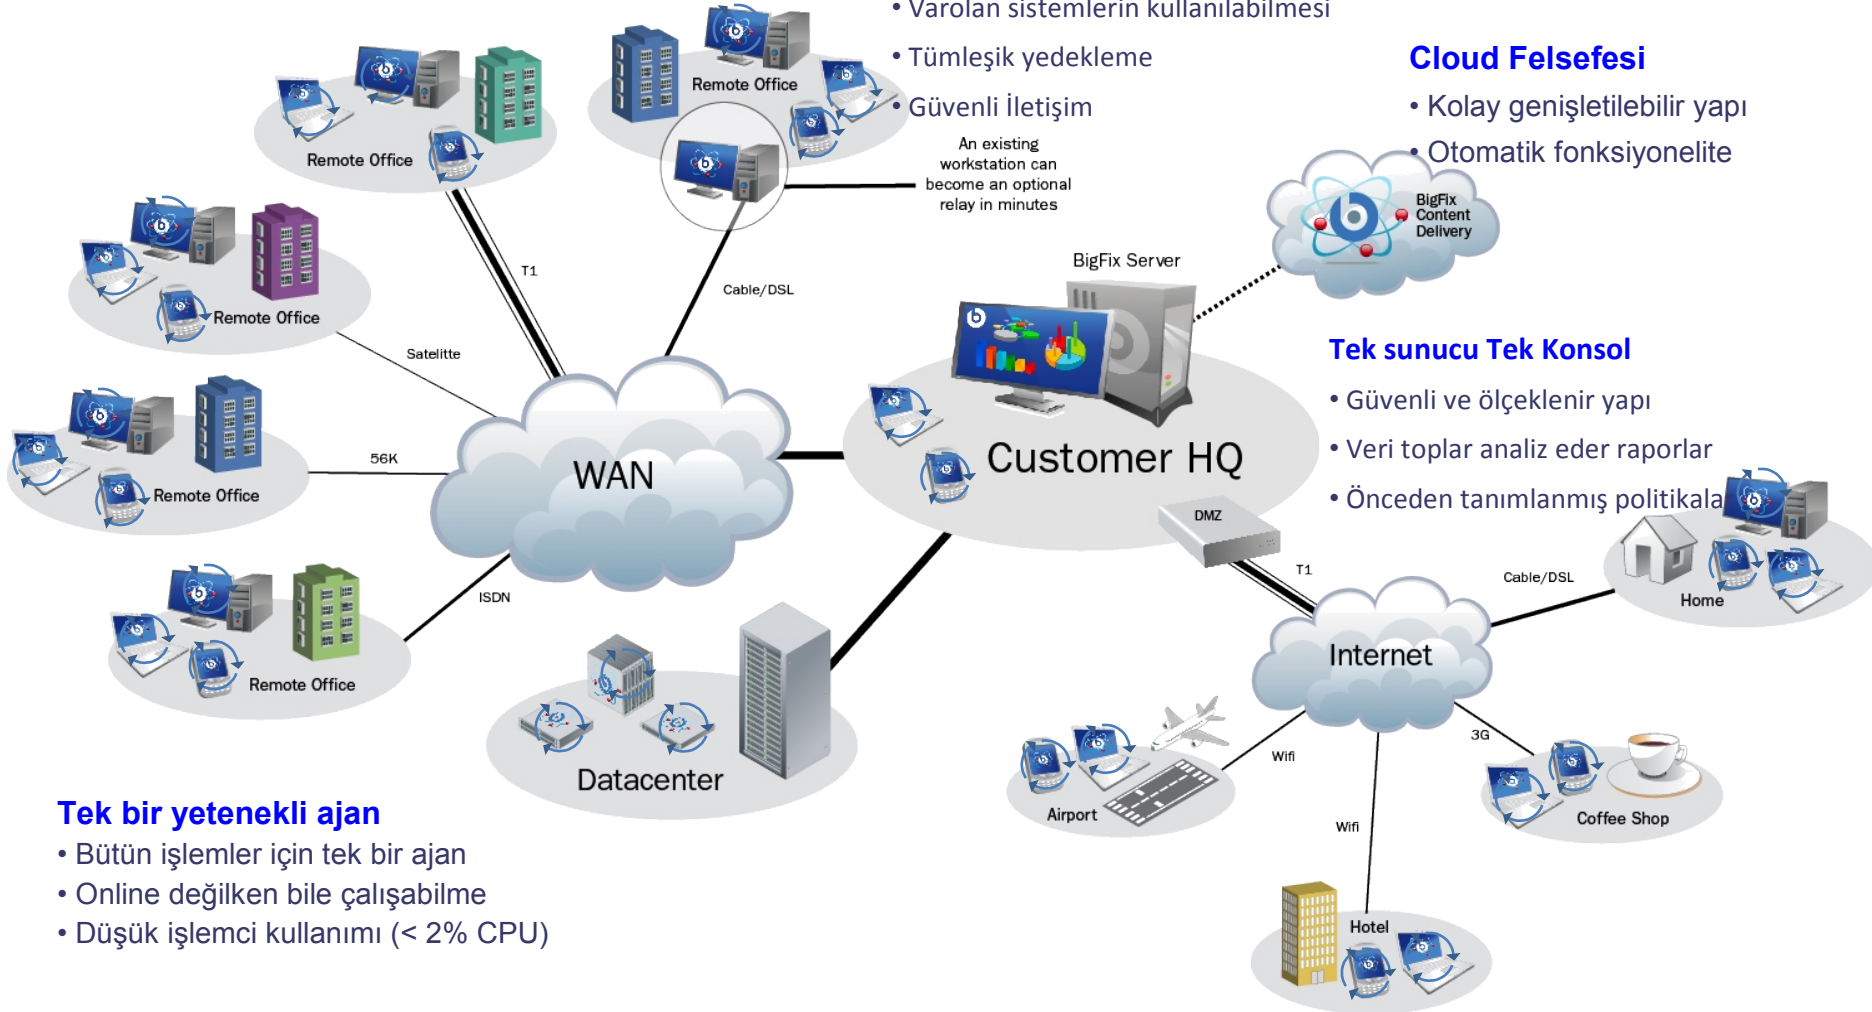 • Varolan sistemlerin kullanılabilmesi
• Tümleşik yedekleme
• Güvenli İletişim
Cloud Felsefesi
• Kolay genişletilebilir yapı
• Otomatik fonksiyonelite
Remote Office
Remote Office
An existing
workstation can
become an optional
relay in minutes
BigFix
Content
Delivery
BigFix Server
T1
Cable/DSL
Remote Office
Satelitte
Tek sunucu Tek Konsol
• Güvenli ve ölçeklenir yapı
• Veri toplar analiz eder raporlar
• Önceden tanımlanmış politikala
WAN
Customer HQ
56K
Remote Office
DMZ
T1
Cable/DSL
Home
ISDN
Remote Office
Internet
Datacenter
Wifi
3G
Airport
Coffee Shop
Wifi
Hotel
Tek bir yetenekli ajan
• Bütün işlemler için tek bir ajan
• Online değilken bile çalışabilme
• Düşük işlemci kullanımı (< 2% CPU)